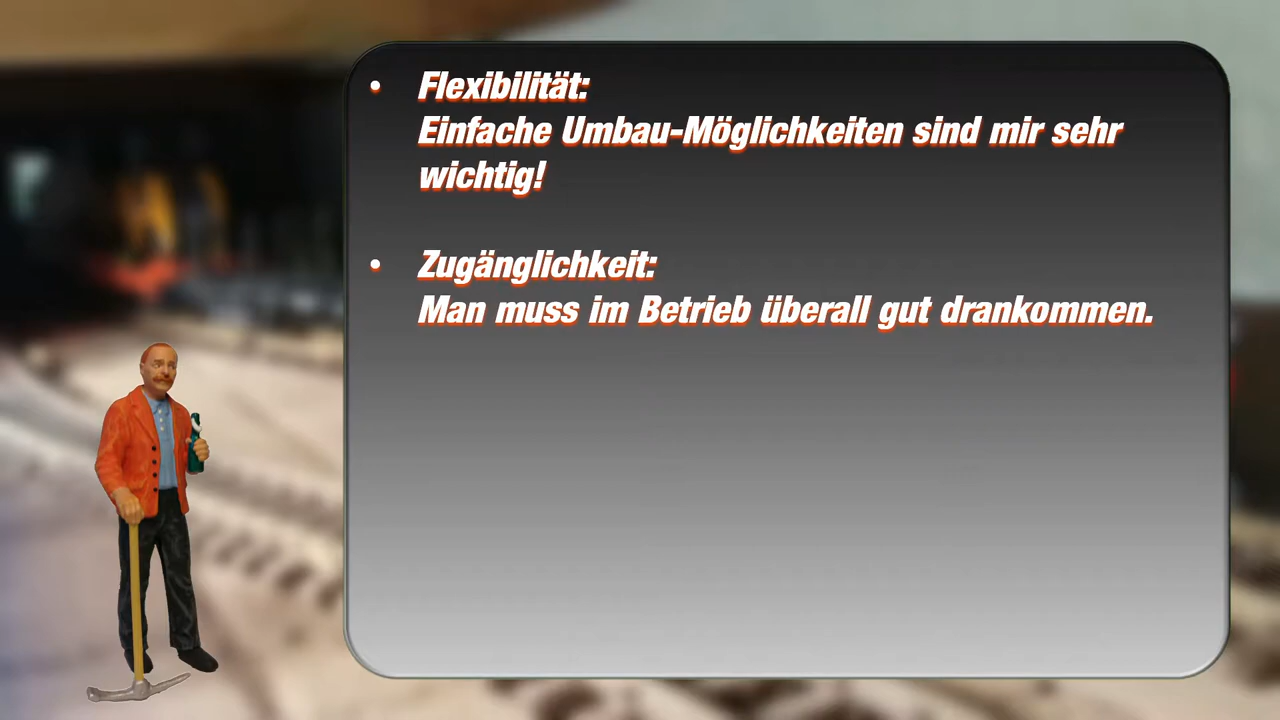 • Flexibilität:
Einfache Umbau-Möglichkeiten sind mir sehr
wichtig!
• Zugänglichkeit:
Man muss im Betrieb überall gut drankommen.